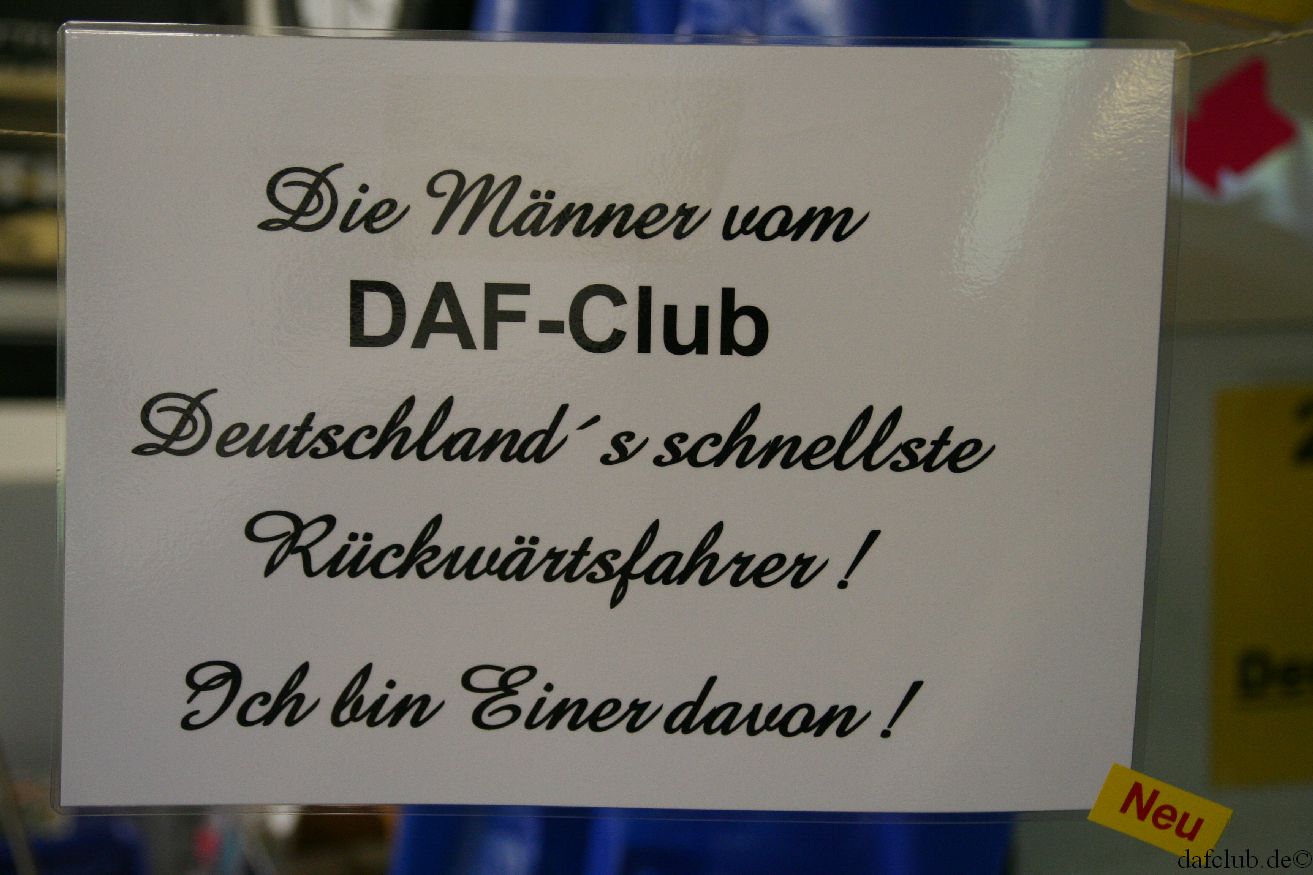 Die Männer vom
DAF-Club
Deutschland´s schnellste
Rückwärtsfahrer !
Ich bin Einer davon !
Neu
dafclub.de©